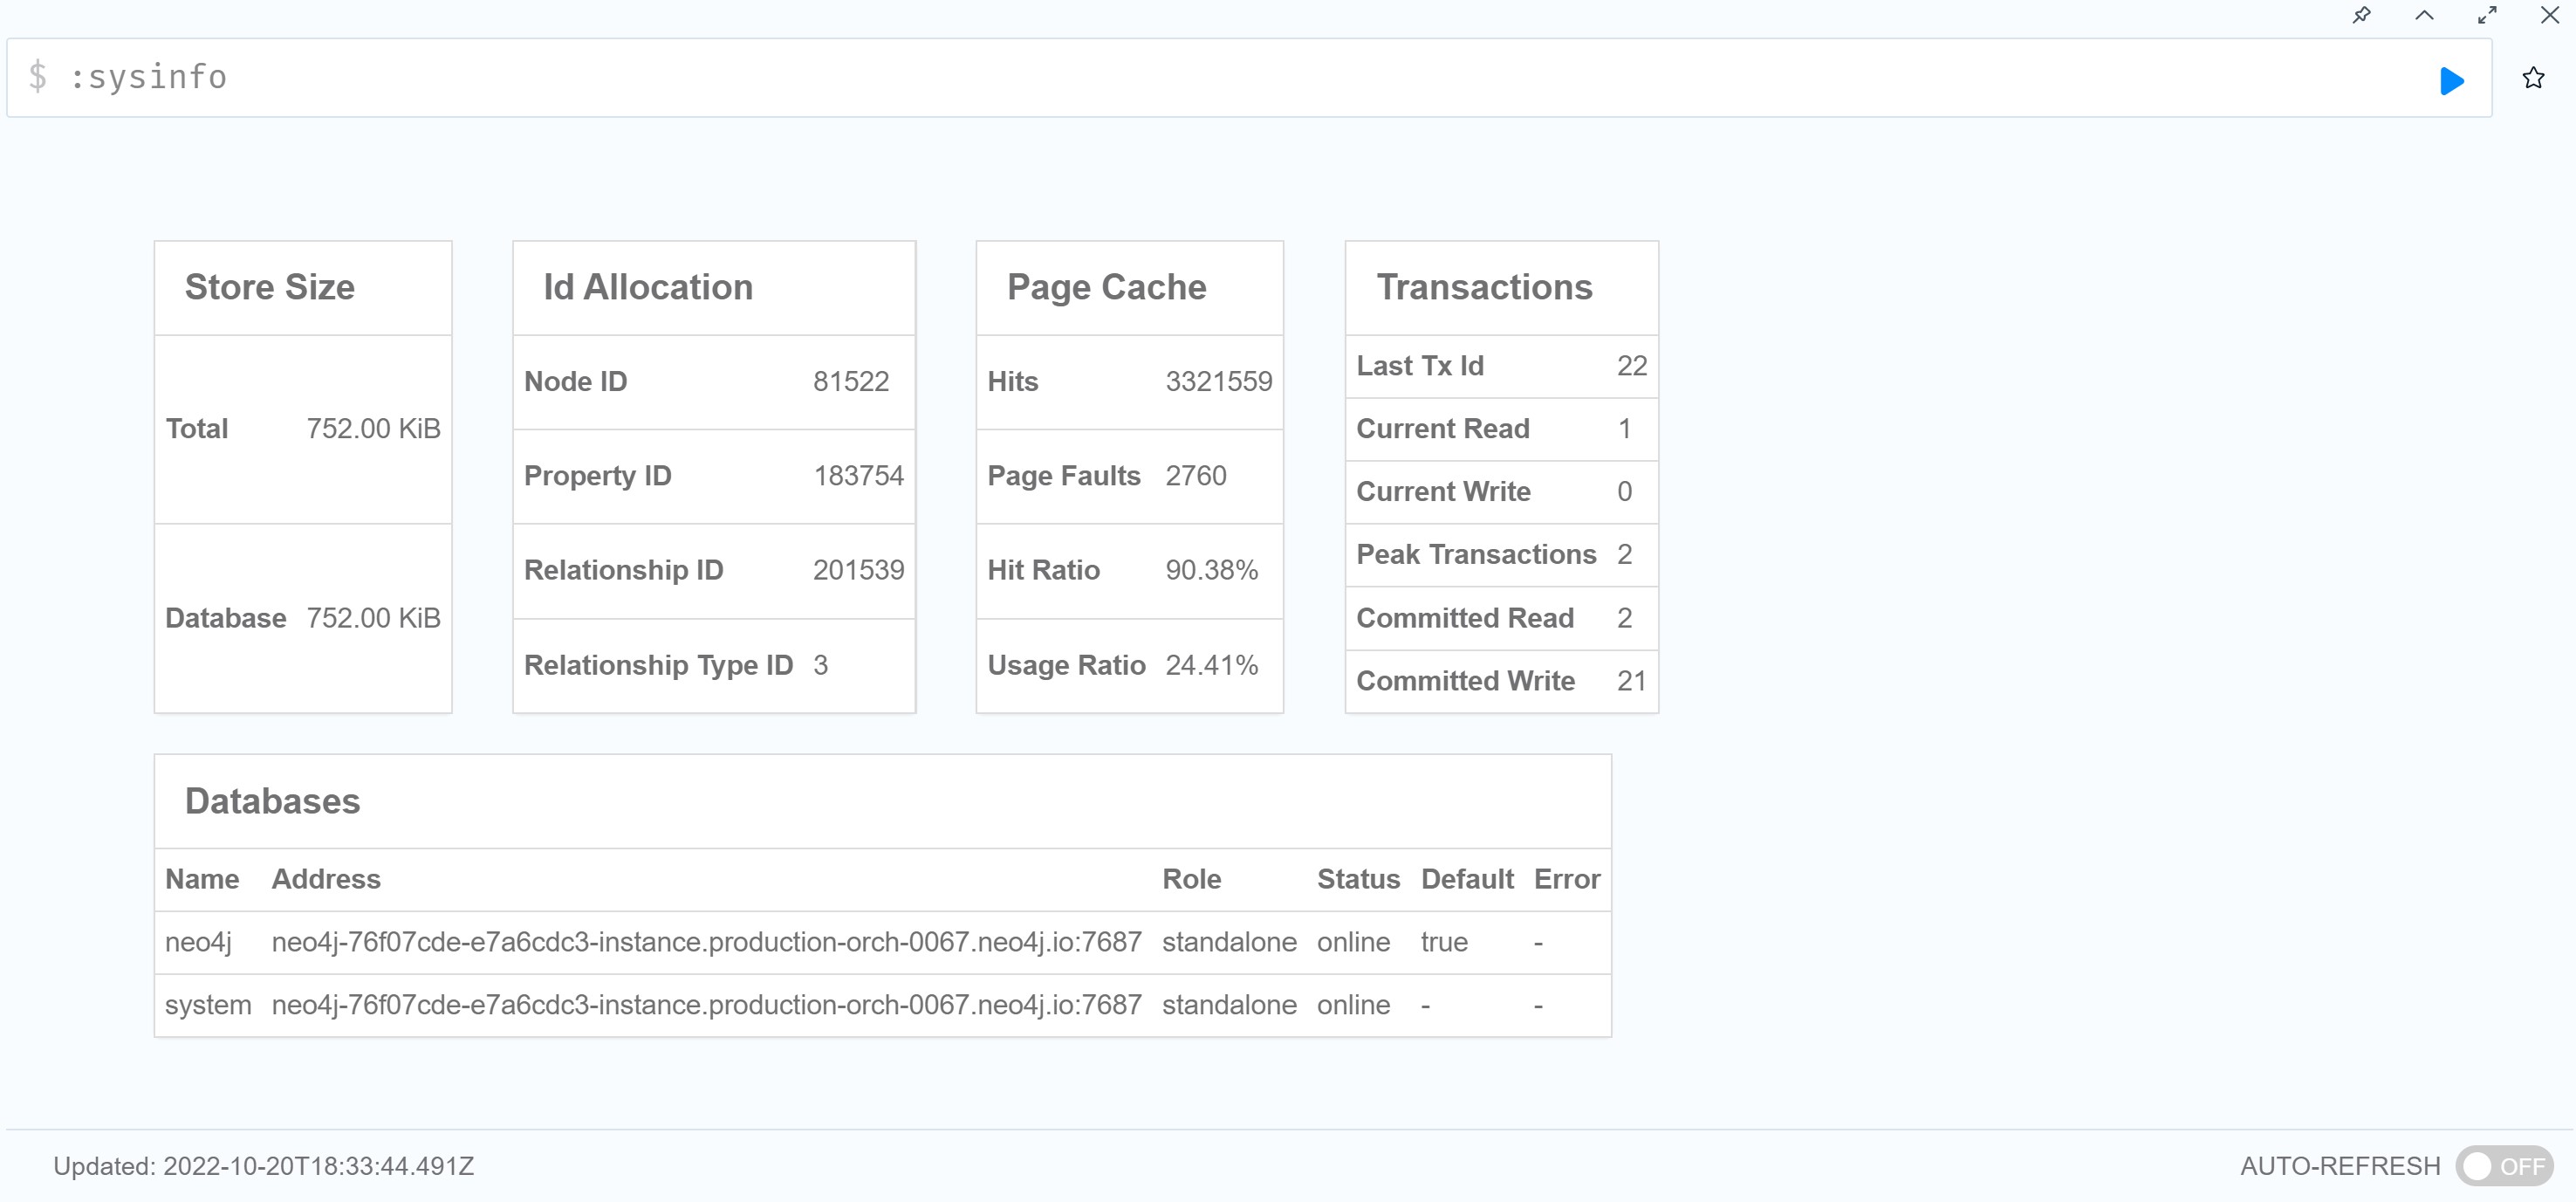 $ :sysinfo
Store Size
Total 752.00 KiB
Database 752.00 KiB
Id Allocation
Node ID 81522
Property ID 183754
Relationship ID 201539
Relationship Type ID 3
Page Cache
Hits 3321559
Page Faults 2760
Hit Ratio 90.38%
Usage Ratio 24.41%
Transactions
Last Tx Id 22
Current Read 1
Current Write 0
Peak Transactions 2
Committed Read 2
Committed Write 21
Databases
Name Address Role Status Default Error
neo4j neo4j-76f07cde-e7a6cdc3-instance.production-orch-0067.neo4j.io:7687 standalone online true -
system neo4j-76f07cde-e7a6cdc3-instance.production-orch-0067.neo4j.io:7687 standalone online - -
Updated: 2022-10-20T18:33:44.491Z
AUTO-REFRESH OFF